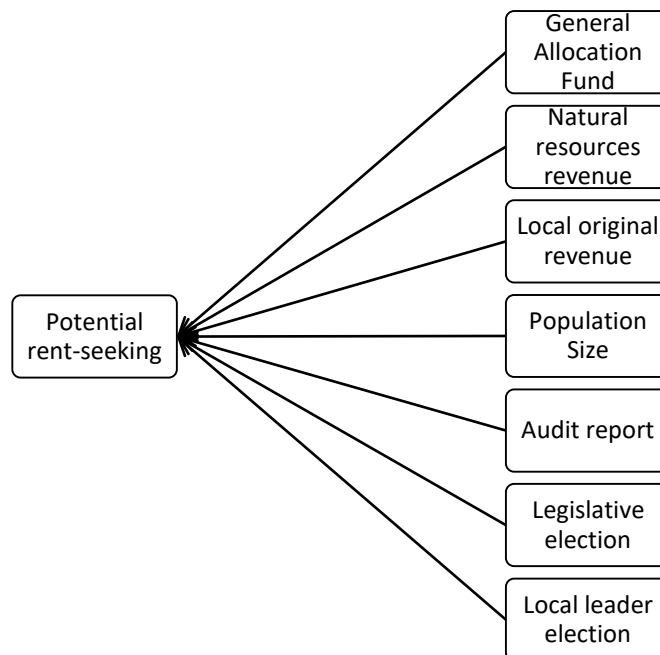 General
Allocation
Fund
Natural
resources
revenue
Local original
revenue
Potential
rent-seeking
Population
Size
Audit report
Legislative
election
Local leader
election